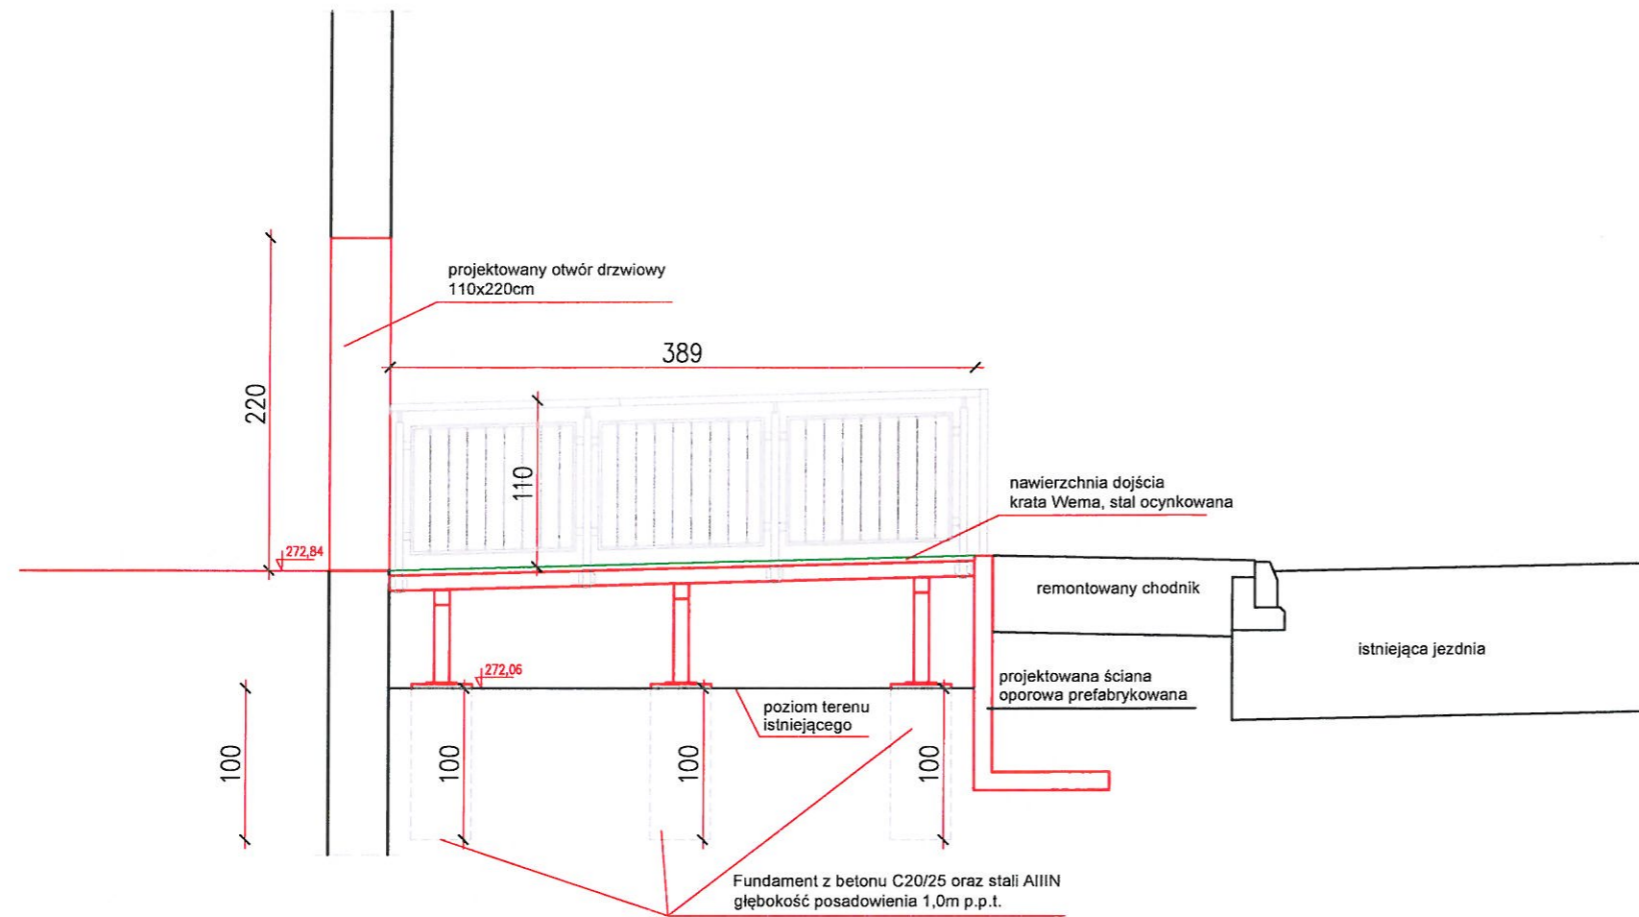 projektowany otwór drzwiowy
110x220cm
389
220
110
nawierzchnia dojścia
krata Wema, stal ocynkowana
272,84
remontowany chodnik
istniejąca jezdnia
272,06
projektowana ściana
oporowa prefabrykowana
poziom terenu
istniejącego
100
100
100
100
Fundament z betonu C20/25 oraz stali AIIIN
głębokość posadowienia 1,0m p.p.t.